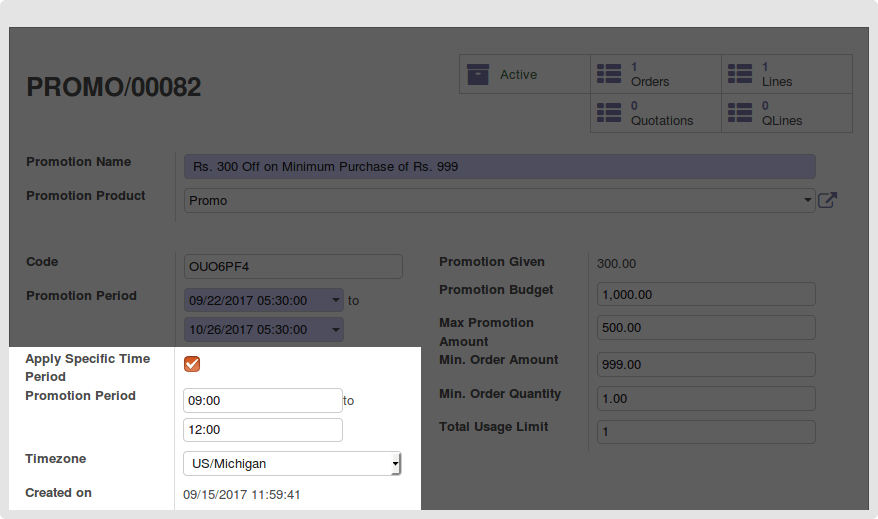 PROMO/00082
Active
1
Orders
1
Lines
0
Quotations
0
QLines
Promotion Name
Rs. 300 Off on Minimum Purchase of Rs. 999
Promotion Product
Promo
Code
OUO6PF4
Promotion Period
09/22/2017 05:30:00 to
10/26/2017 05:30:00
Apply Specific Time
Period
Promotion Period
09:00 to
12:00
Timezone
US/Michigan
Created on
09/15/2017 11:59:41
Promotion Given
300.00
Promotion Budget
1,000.00
Max Promotion
Amount
500.00
Min. Order Amount
999.00
Min. Order Quantity
1.00
Total Usage Limit
1